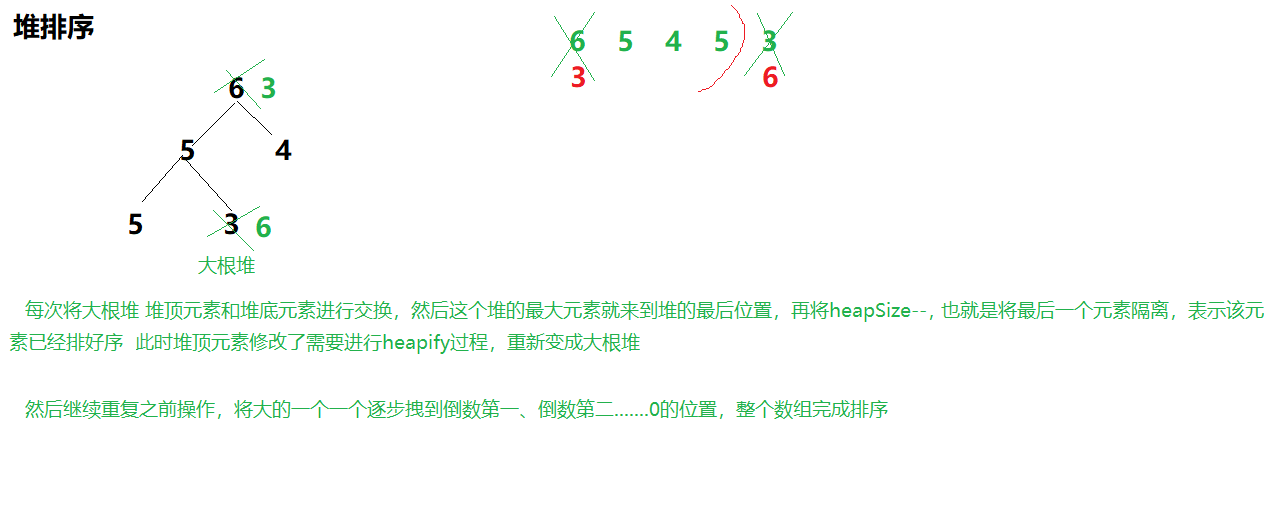 堆排序
6 5 4 5 3
3 6
6 3
5 4
5 3 6
大根堆
每次将大根堆 堆顶元素和堆底元素进行交换，然后这个堆的最大元素就来到堆的最后位置，再将heapSize--, 也就是将最后一个元素隔离，表示该元
素已经排好序 此时堆顶元素修改了需要进行heapify过程，重新变成大根堆
然后继续重复之前操作，将大的一个一个逐步拽到倒数第一、倒数第二.......0的位置，整个数组完成排序